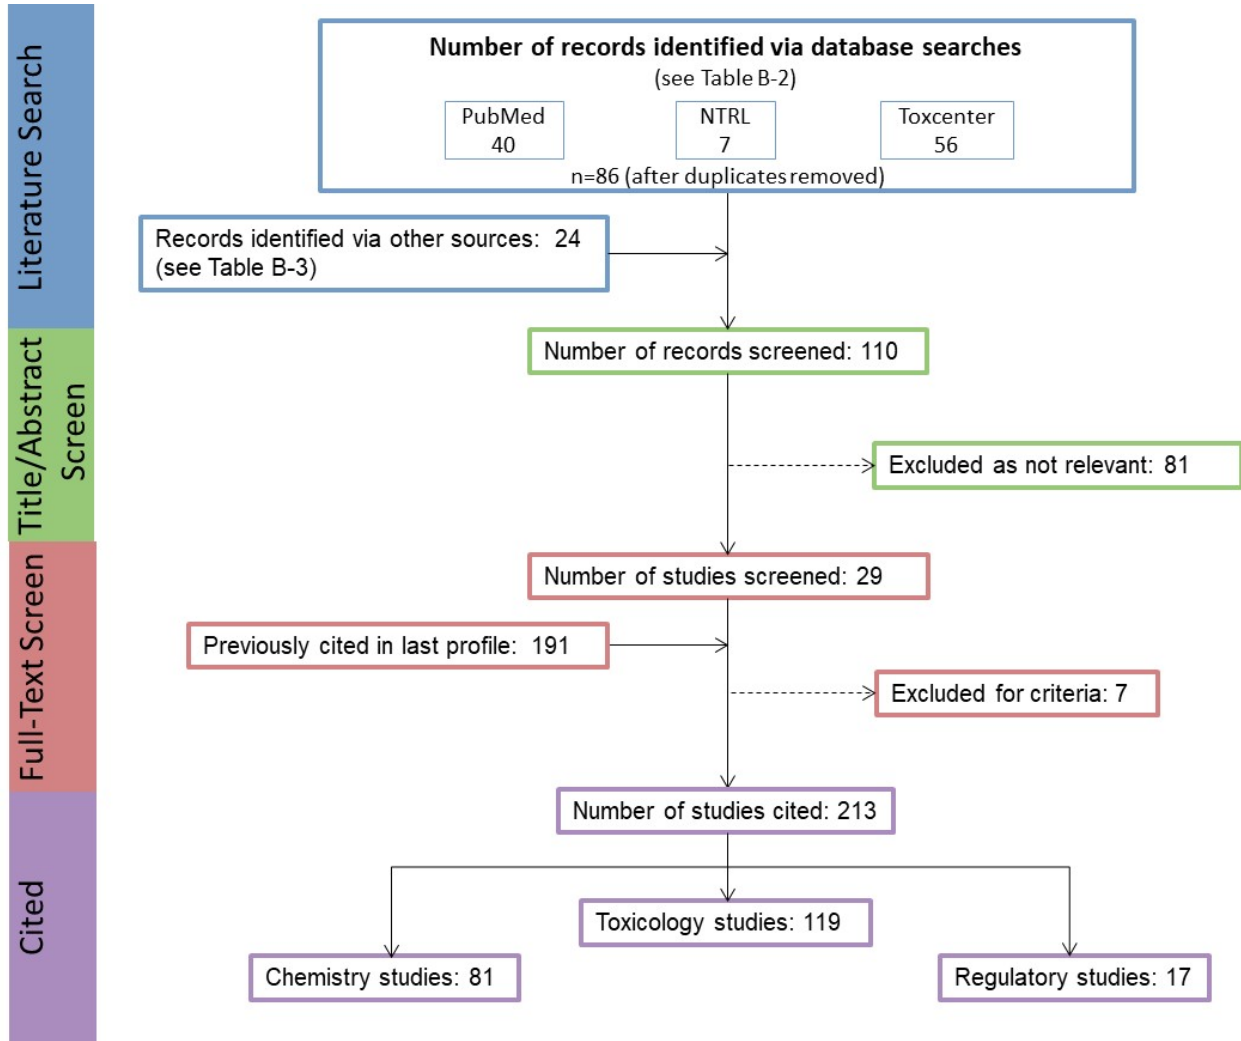 Literature Search
Number of records identified via database searches
(see Table B-2)
PubMed
40
NTRL
7
Toxcenter
56
n=86 (after duplicates removed)
Records identified via other sources: 24
(see Table B-3)
Title/Abstract
Screen
Number of records screened: 110
Excluded as not relevant: 81
Full-Text Screen
Number of studies screened: 29
Previously cited in last profile: 191
Excluded for criteria: 7
Cited
Number of studies cited: 213
Toxicology studies: 119
Chemistry studies: 81
Regulatory studies: 17